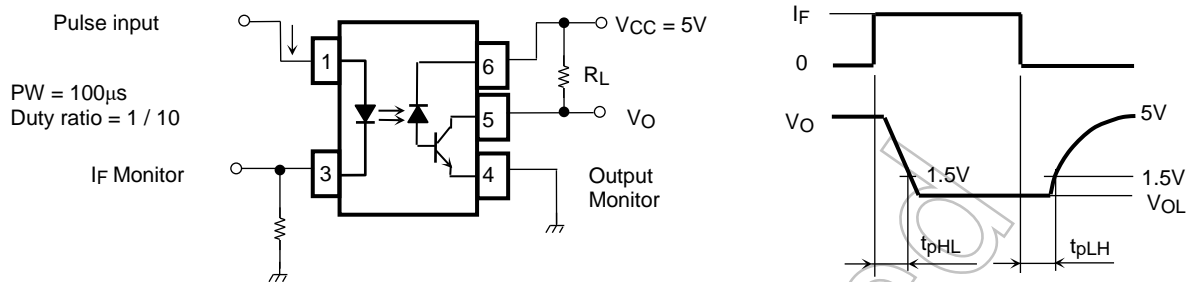 Pulse input
PW = 100μs
Duty ratio = 1 / 10
IF Monitor
1
3
6
5
4
VCC = 5V
RL
VO
Output
Monitor
IF
0
VO
5V
1.5V
1.5V
VOL
tpHL
tpLH